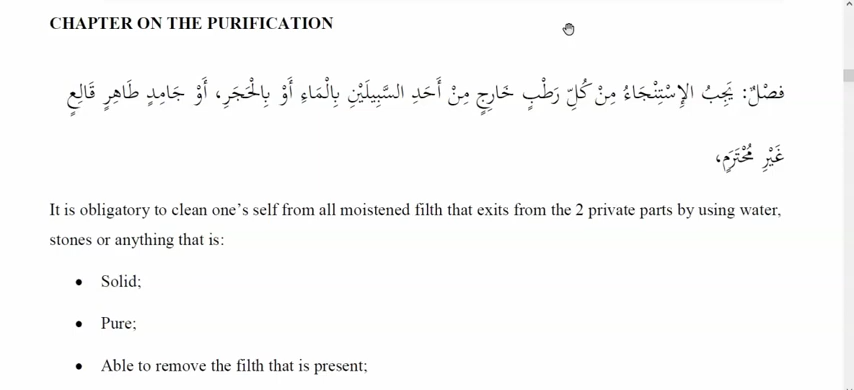 CHAPTER ON THE PURIFICATION
فَصْلٌ: يَجِبُ الإِسْتِنْجَاءُ مِنْ كُلِّ رَطْبٍ خَارِجٍ مِنْ أَحَدِ السَّبِيلَيْنِ بِالْمَاءِ أَوْ بِالْحَجَرِ، أَوْ جَامِدٍ طَاهِرٍ قَالِعٍ
غَيْرِ مُحْتَرَمٍ،
It is obligatory to clean one’s self from all moistened filth that exits from the 2 private parts by using water,
stones or anything that is:
• Solid;
• Pure;
• Able to remove the filth that is present;